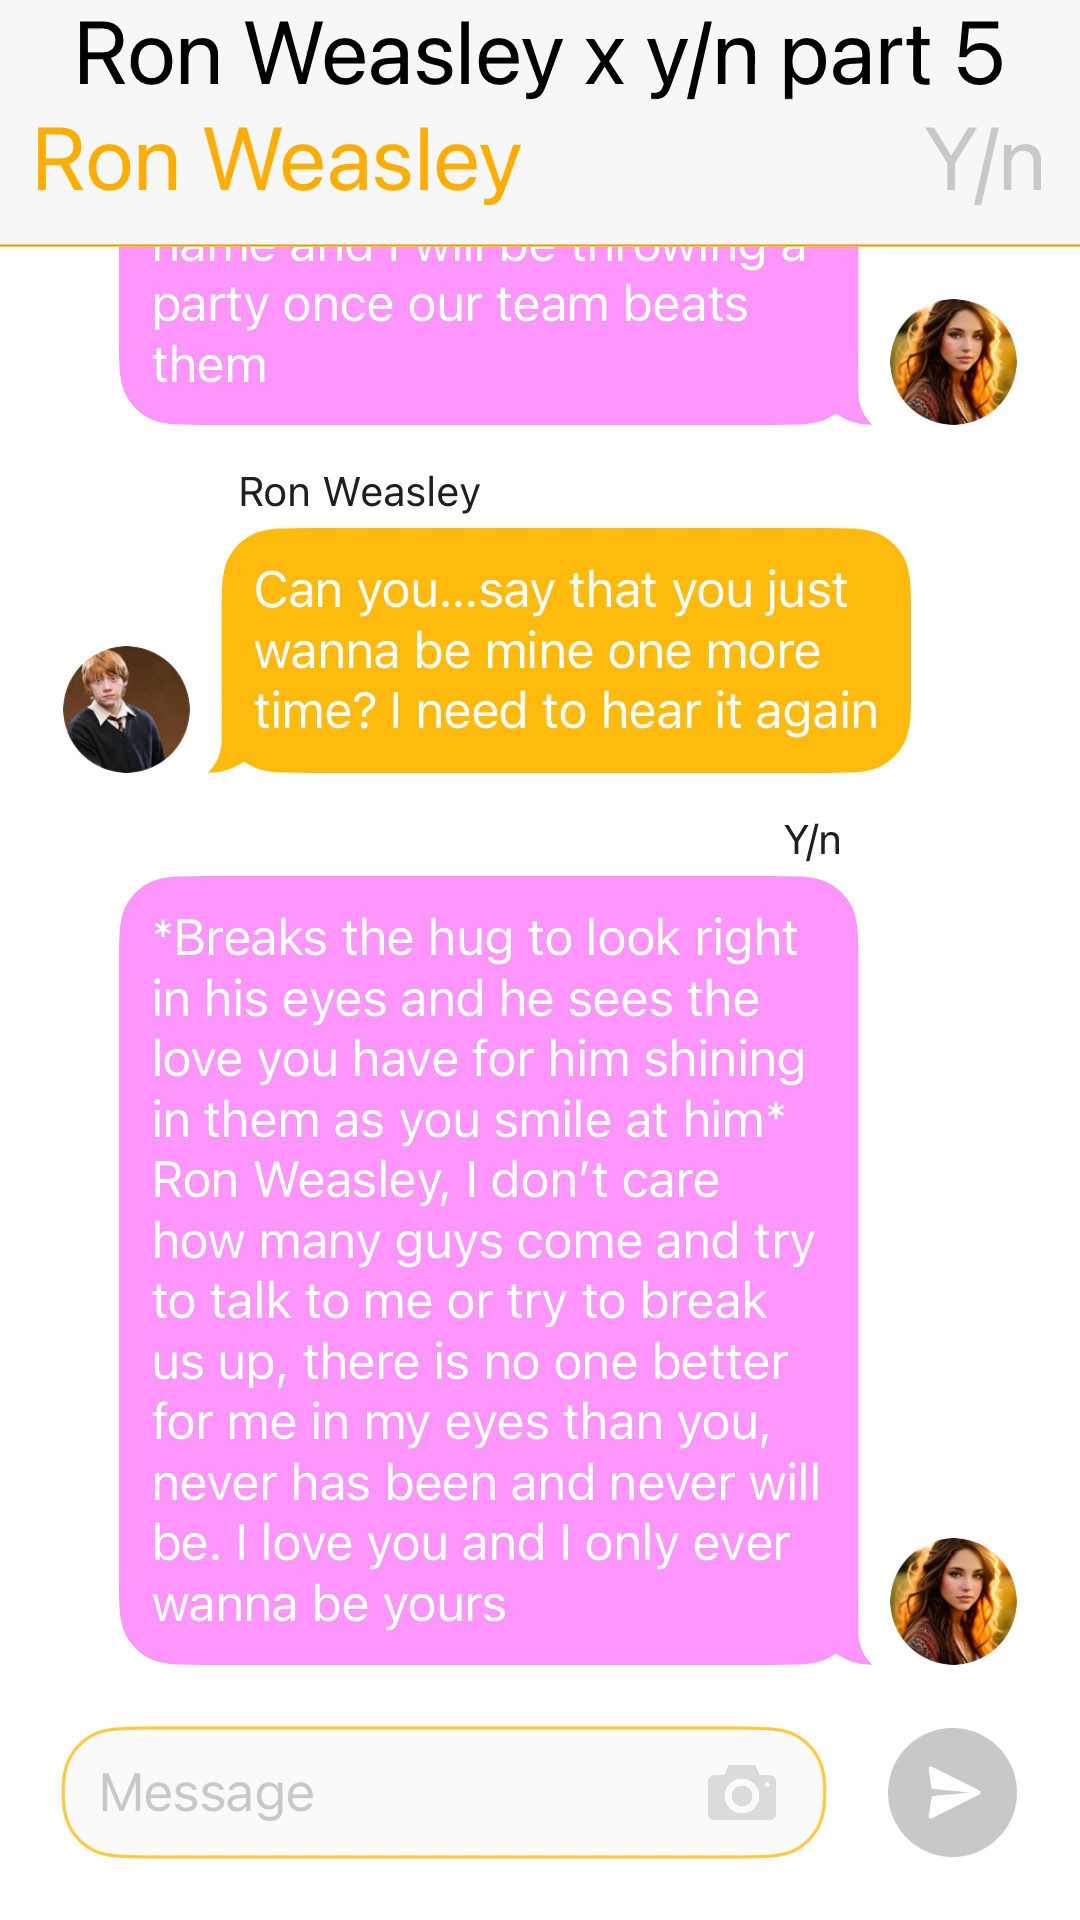 Ron Weasley x y/n part 5
Ron Weasley Y/n
name and I will be throwing a
party once our team beats
them
Ron Weasley
Can you...say that you just
wanna be mine one more
time? I need to hear it again
Y/n
*Breaks the hug to look right
in his eyes and he sees the
love you have for him shining
in them as you smile at him*
Ron Weasley, I don’t care
how many guys come and try
to talk to me or try to break
us up, there is no one better
for me in my eyes than you,
never has been and never will
be. I love you and I only ever
wanna be yours
Message